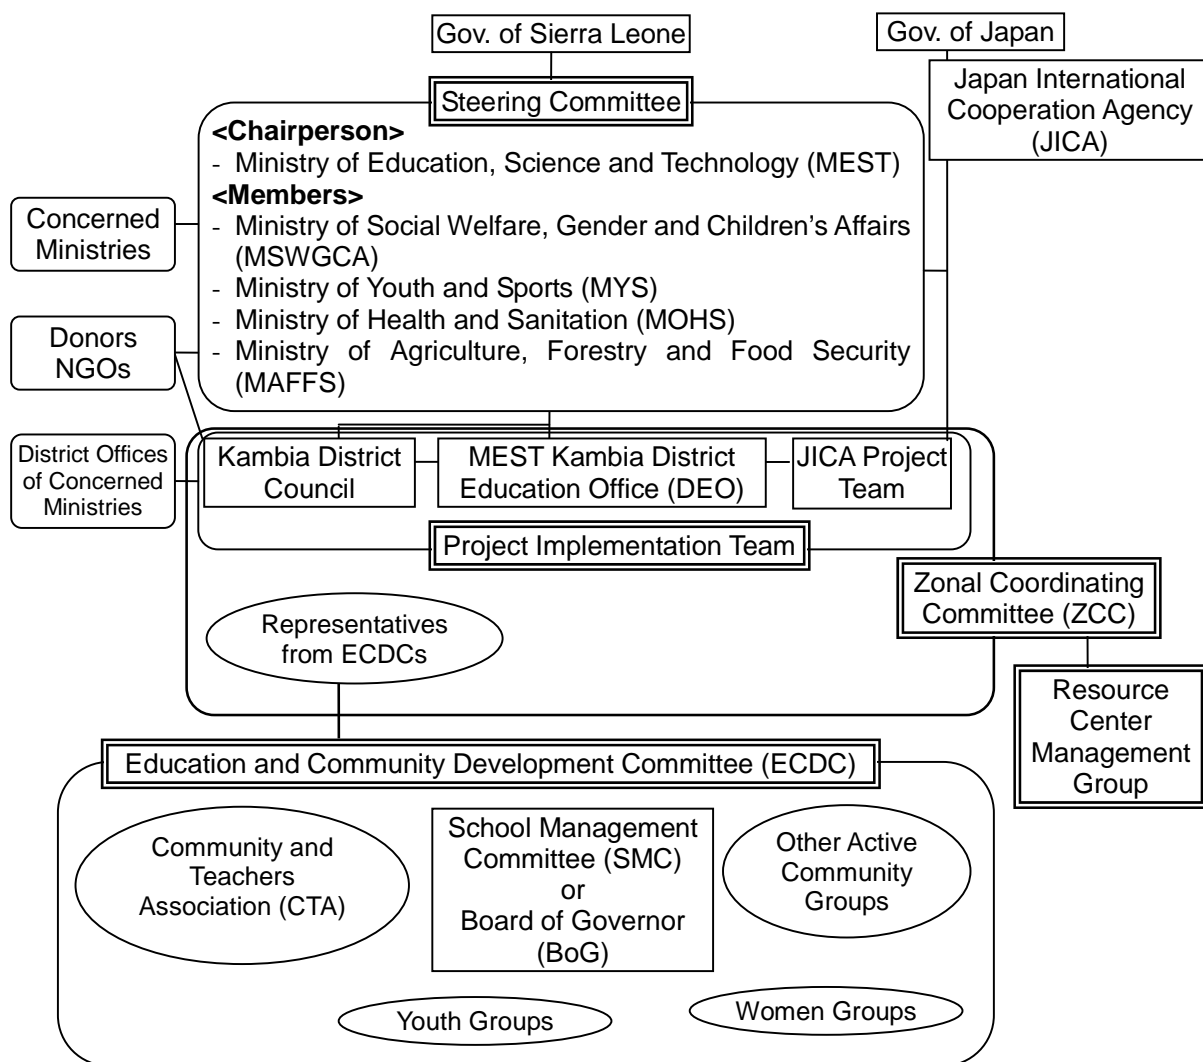 Gov. of Sierra Leone
Gov. of Japan
Japan International
Cooperation Agency
(JICA)
Steering Committee
<Chairperson>
- Ministry of Education, Science and Technology (MEST)
<Members>
- Ministry of Social Welfare, Gender and Children’s Affairs
(MSWGCA)
- Ministry of Youth and Sports (MYS)
- Ministry of Health and Sanitation (MOHS)
- Ministry of Agriculture, Forestry and Food Security
(MAFFS)
Concerned
Ministries
Donors
NGOs
District Offices
of Concerned
Ministries
Kambia District
Council
MEST Kambia District
Education Office (DEO)
JICA Project
Team
Project Implementation Team
Zonal Coordinating
Committee (ZCC)
Representatives
from ECDCs
Resource
Center
Management
Group
Education and Community Development Committee (ECDC)
Community and
Teachers
Association (CTA)
School Management
Committee (SMC)
or
Board of Governor
(BoG)
Other Active
Community
Groups
Youth Groups
Women Groups